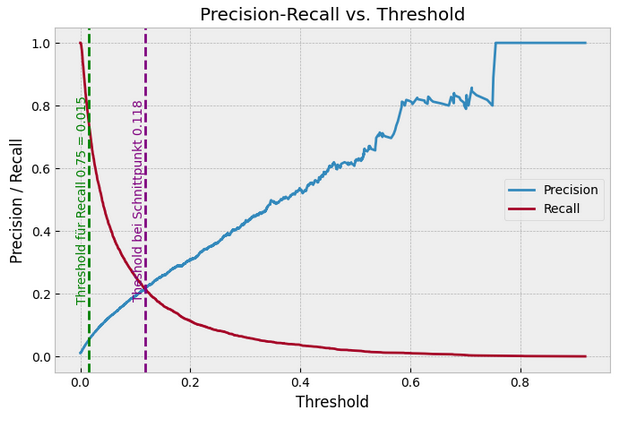 Precision-Recall vs. Threshold
Precision / Recall
1.0
0.8
0.6
0.4
0.2
0.0
Threshold für Recall 0.75 = 0.015
Theshold bei Schnittpunkt 0.118
Precision
Recall
0.0 0.2 0.4 0.6 0.8
Threshold